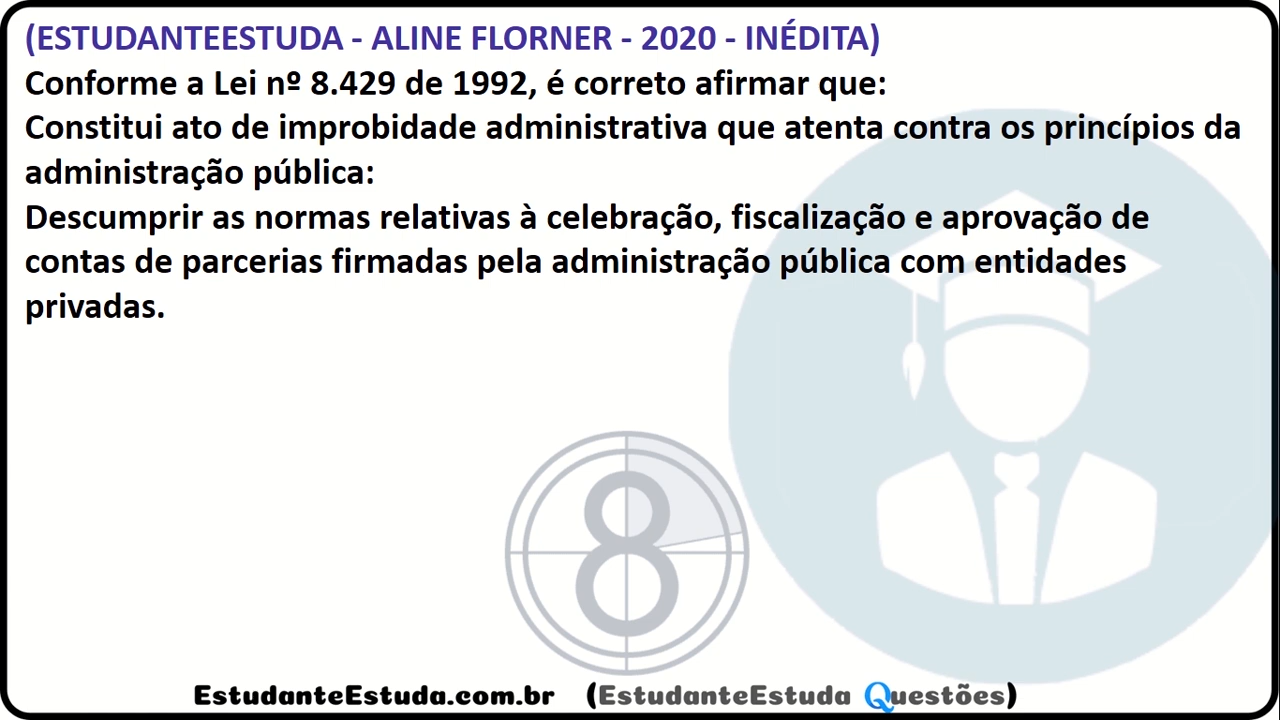 (ESTUDANTEESTUDA - ALINE FLORNER - 2020 - INÉDITA)
Conforme a Lei nº 8.429 de 1992, é correto afirmar que:
Constitui ato de improbidade administrativa que atenta contra os princípios da
administração pública:
Descumprir as normas relativas à celebração, fiscalização e aprovação de
contas de parcerias firmadas pela administração pública com entidades
privadas.
8
EstudanteEstuda.com.br (EstudanteEstuda Questões)